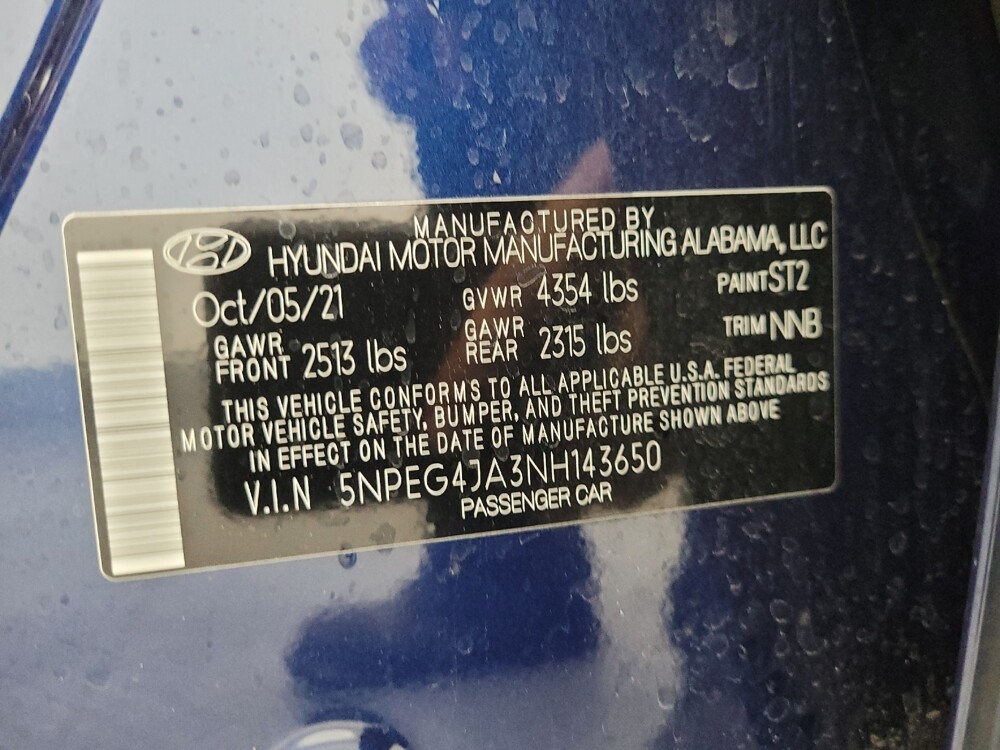 MANUFACTURED BY
HYUNDAI MOTOR MANUFACTURING ALABAMA, LLC
Oct/05/21 GVWR 4354 lbs PAINT ST2
GAWR FRONT 2513 lbs GAWR REAR 2315 lbs TRIM NNB
THIS VEHICLE CONFORMS TO ALL APPLICABLE U.S.A. FEDERAL
MOTOR VEHICLE SAFETY, BUMPER, AND THEFT PREVENTION STANDARDS
IN EFFECT ON THE DATE OF MANUFACTURE SHOWN ABOVE
V.I.N 5NPEG4JA3NH143650
PASSENGER CAR